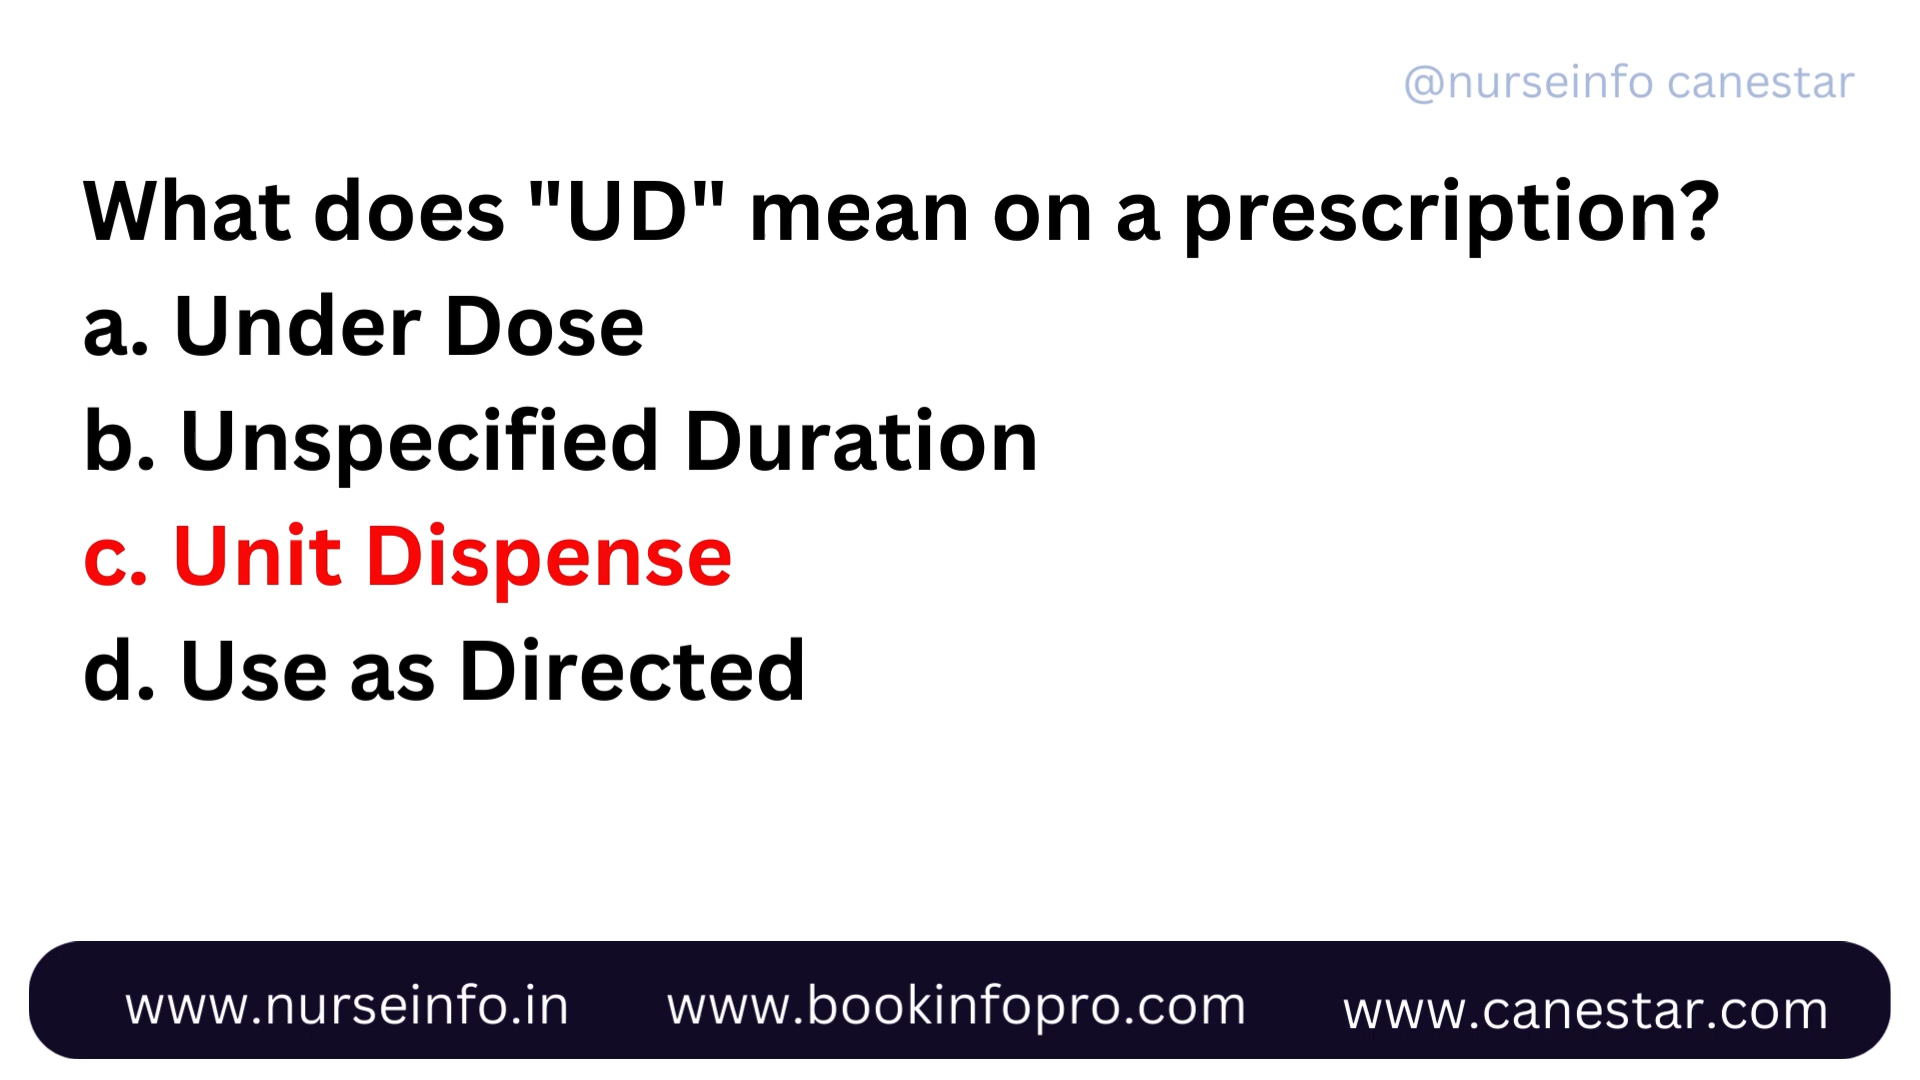 @nurseinfo canestar
What does "UD" mean on a prescription?
a. Under Dose
b. Unspecified Duration
c. Unit Dispense
d. Use as Directed
www.nurseinfo.in www.bookinfopro.com www.canestar.com